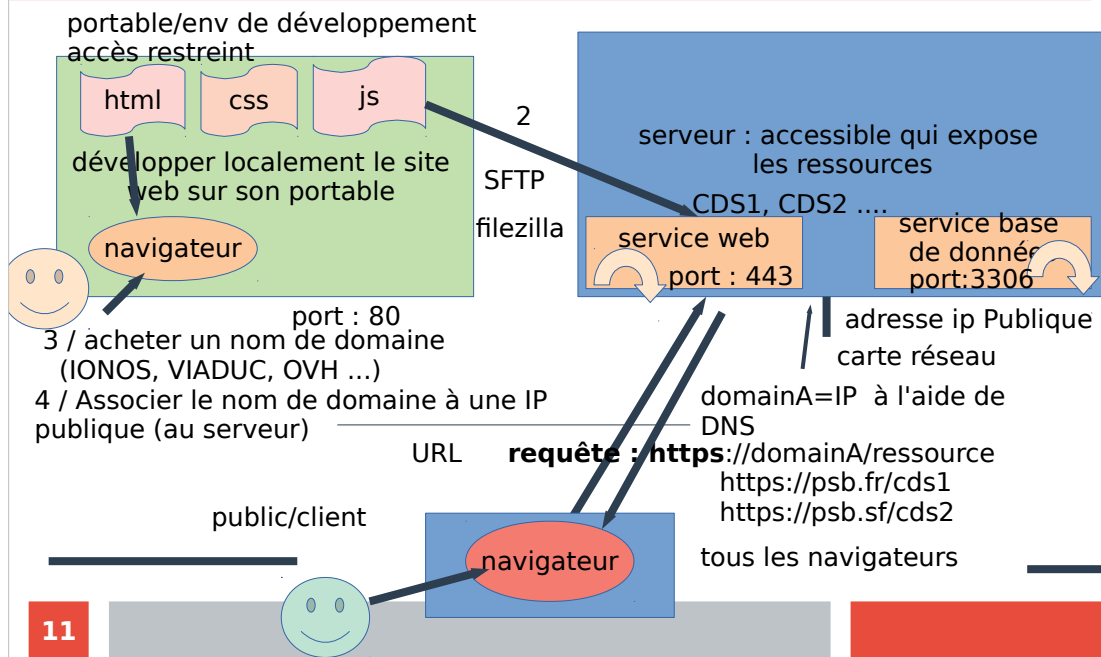 portable/env de développement
accès restreint
html
css
js
développer localement le site
web sur son portable
navigateur
port : 80
2
SFTP
filezilla
serveur : accessible qui expose
les ressources
CDS1, CDS2 ....
service web
port : 443
service base
de donnée
port:3306
adresse ip Publique
carte réseau
3 / acheter un nom de domaine
(IONOS, VIADUC, OVH ...)
4 / Associer le nom de domaine à une IP
publique (au serveur)
domainA=IP à l'aide de
DNS
URL
requête : https://domainA/ressource
https://psb.fr/cds1
https://psb.sf/cds2
public/client
navigateur
tous les navigateurs
11